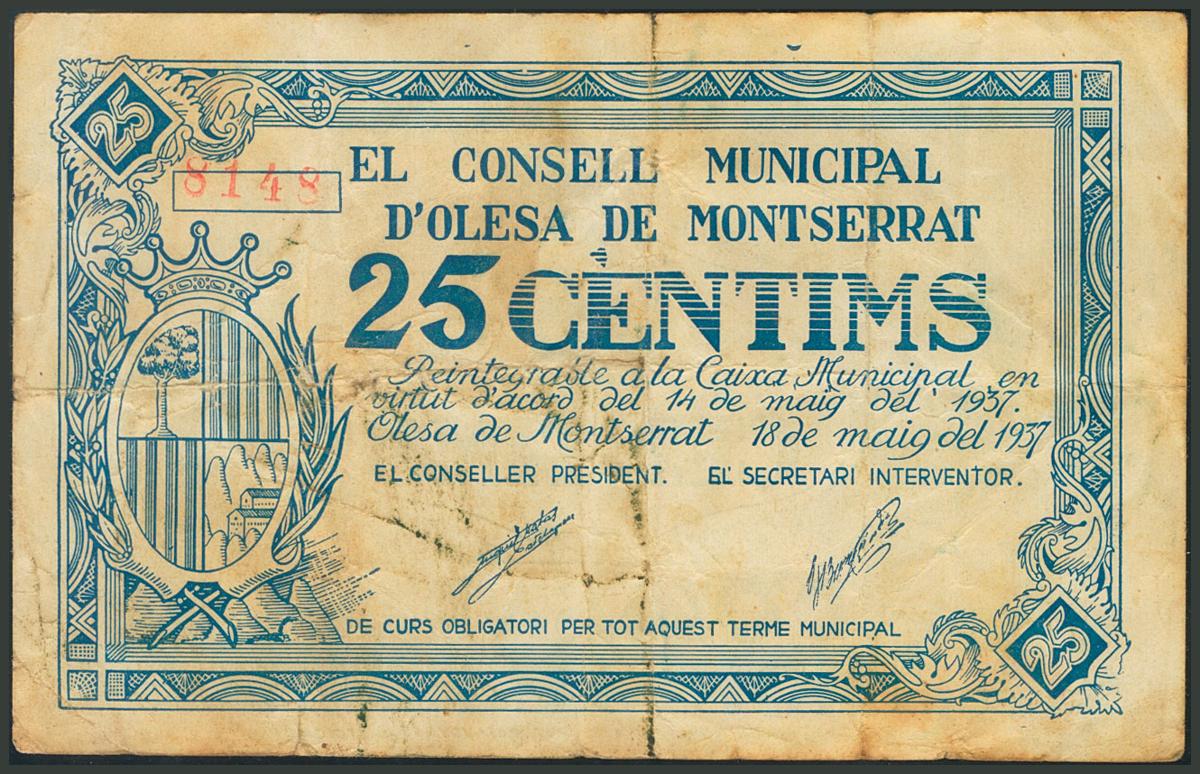 25
8148
EL CONSELL MUNICIPAL
D'OLESA DE MONTSERRAT
25 CÈNTIMS
Reintegrable a la Caixa Municipal en
virtut d'acord del 14 de maig del 1937.
Olesa de Montserrat 18 de maig del 1937
EL CONSELLER PRESIDENT. EL SECRETARI INTERVENTOR.
DE CURS OBLIGATORI PER TOT AQUEST TERME MUNICIPAL
25